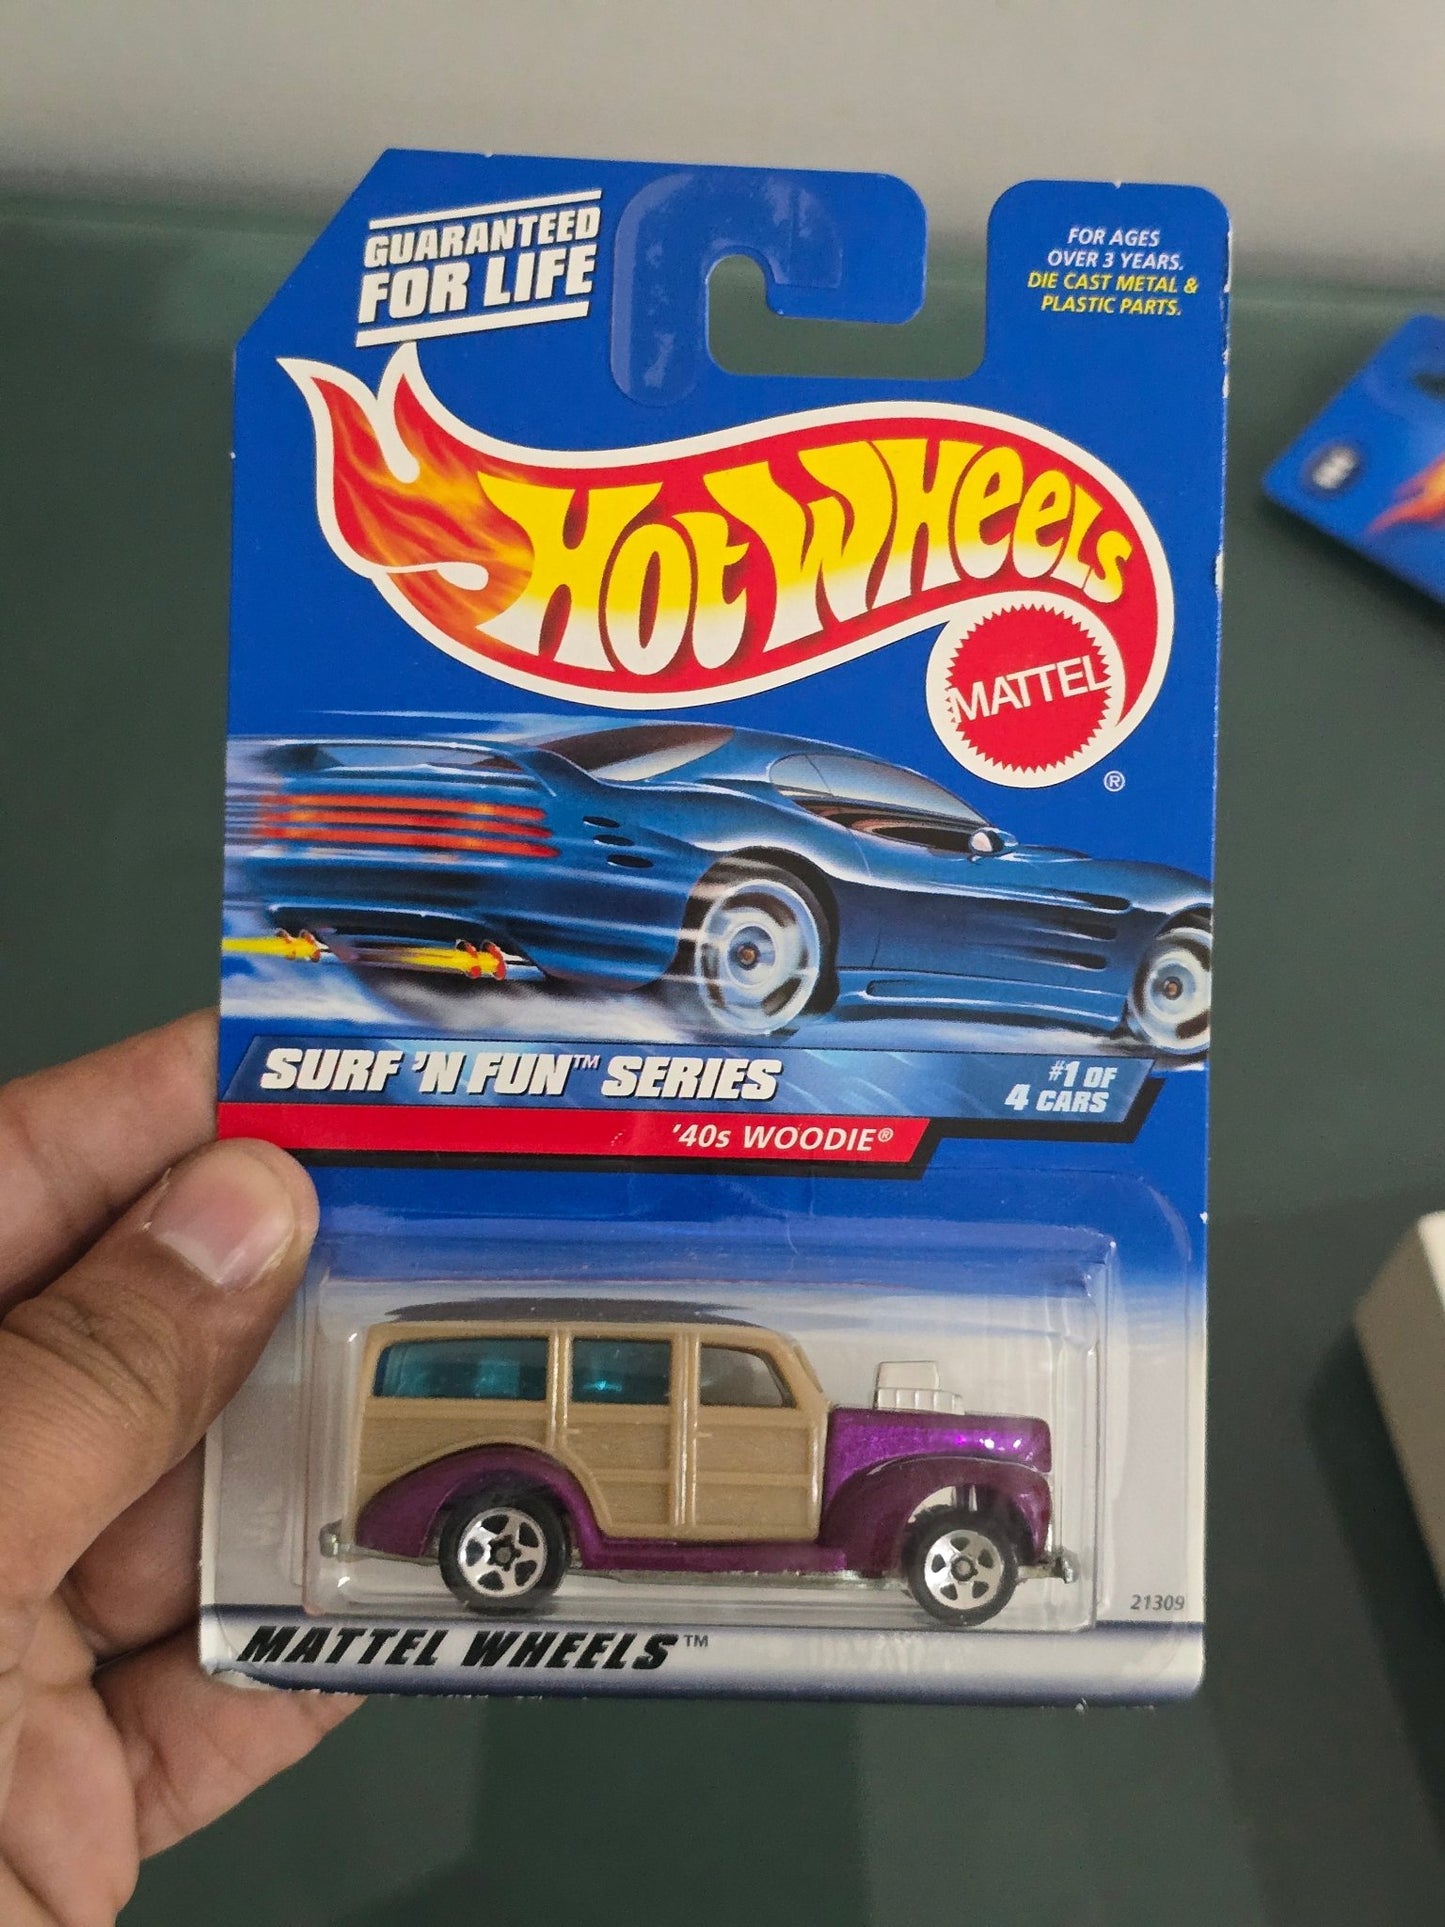 GUARANTEED
FOR LIFE
FOR AGES
OVER 3 YEARS.
DIE CAST METAL &
PLASTIC PARTS.
HOT WHEELS
MATTEL
®
SURF 'N FUN™ SERIES
#1 OF
4 CARS
'40s WOODIE®
21309
MATTEL WHEELS™